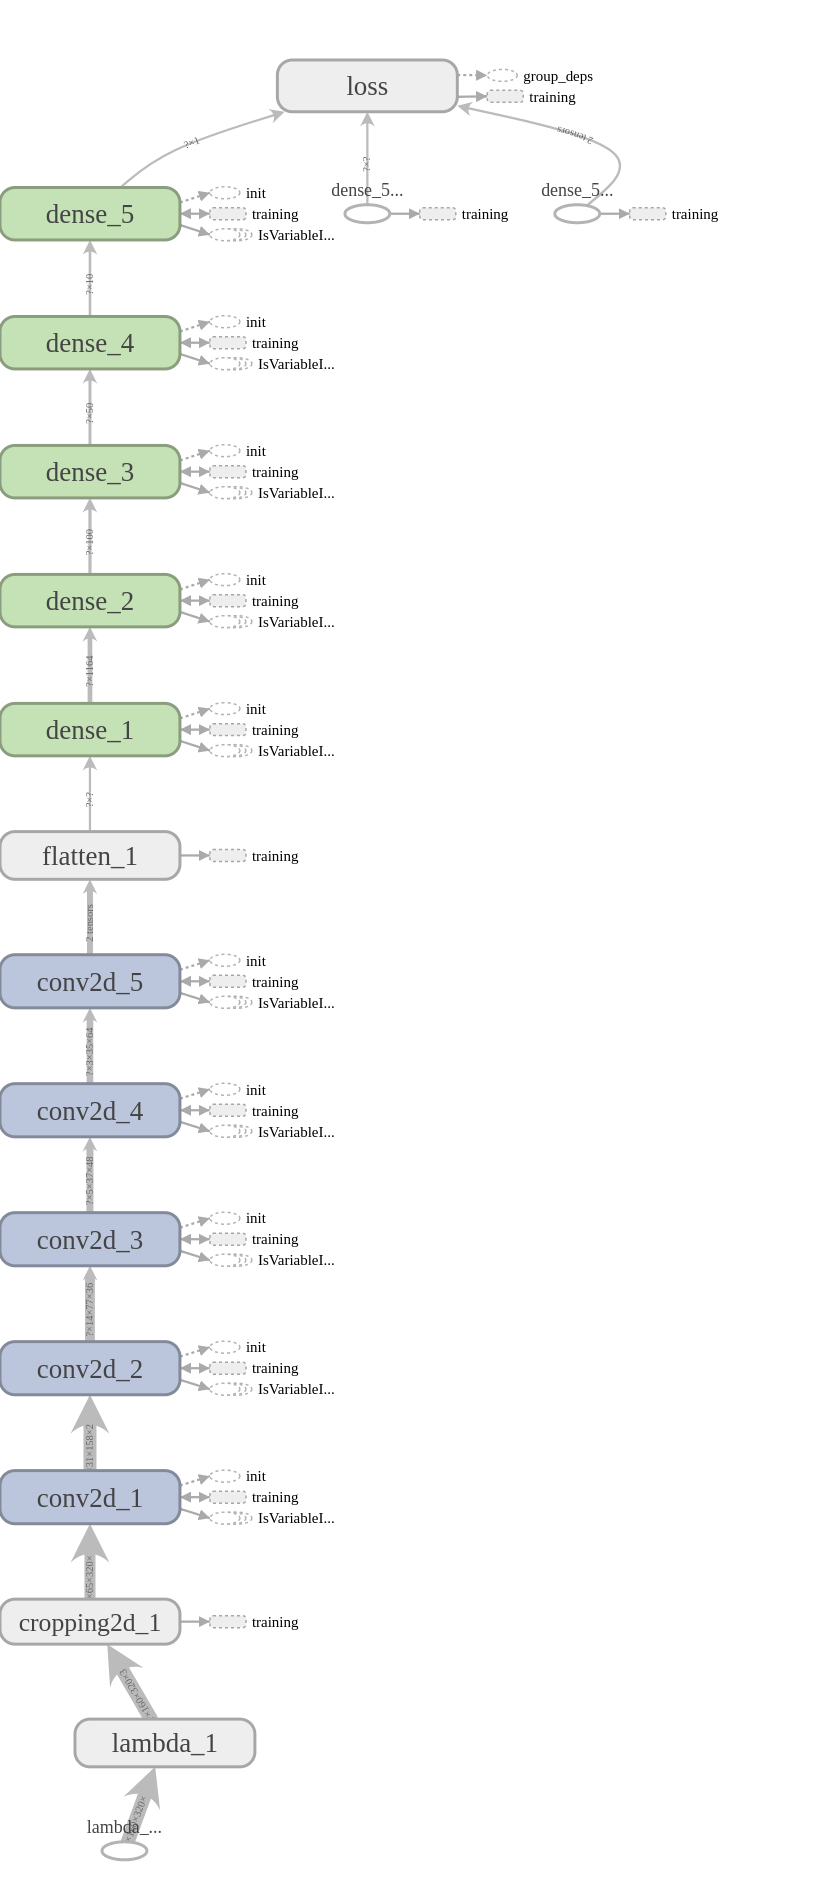 loss
group_deps
training
?×1
?×?
2 tensors
dense_5...
dense_5...
dense_5
init
training
IsVariableI...
training
training
?×10
dense_4
init
training
IsVariableI...
?×50
dense_3
init
training
IsVariableI...
?×100
dense_2
init
training
IsVariableI...
?×1164
dense_1
init
training
IsVariableI...
?×?
flatten_1
training
2 tensors
conv2d_5
init
training
IsVariableI...
?×3×35×64
conv2d_4
init
training
IsVariableI...
?×5×37×48
conv2d_3
init
training
IsVariableI...
?×14×77×36
conv2d_2
init
training
IsVariableI...
31×158×2
conv2d_1
init
training
IsVariableI...
×65×320×
cropping2d_1
training
×160×320×3
lambda_1
×320×
lambda_...